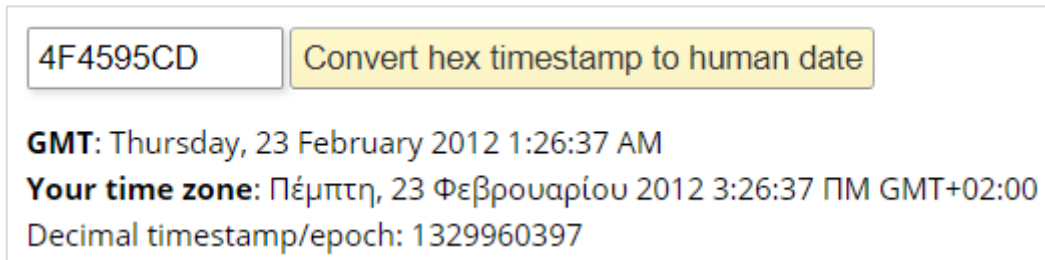 4F4595CD Convert hex timestamp to human date
GMT: Thursday, 23 February 2012 1:26:37 AM
Your time zone: Πέμπτη, 23 Φεβρουαρίου 2012 3:26:37 ΠΜ GMT+02:00
Decimal timestamp/epoch: 1329960397